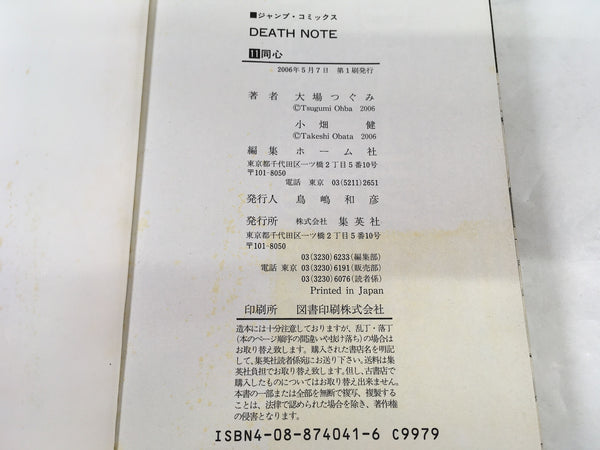 ■ジャンプ・コミックス
DEATH NOTE
11同心
2006年5月7日 第1刷発行
著者 大場つぐみ
©Tsugumi Ohba 2006
小畑 健
©Takeshi Obata 2006
編集 ホーム社
東京都千代田区一ツ橋2丁目5番10号
〒101-8050
電話 東京 03(5211)2651
発行人 鳥嶋和彦
発行所 株式会社 集英社
東京都千代田区一ツ橋2丁目5番10号
〒101-8050
03(3230)6233(編集部)
電話 東京 03(3230)6191(販売部)
03(3230)6076(読者係)
Printed in Japan
印刷所 図書印刷株式会社
造本には十分注意しておりますが、乱丁・落丁
(本のページ順序の間違いや抜け落ち)の場合は
お取り替え致します。購入された書店名を明記し
て、集英社読者係宛にお送り下さい。送料は集
英社負担でお取り替え致します。但し、古書店で
購入したものについてはお取り替え出来ません。
本書の一部または全部を無断で複写、複製する
ことは、法律で認められた場合を除き、著作権
の侵害となります。
ISBN4-08-874041-6 C9979